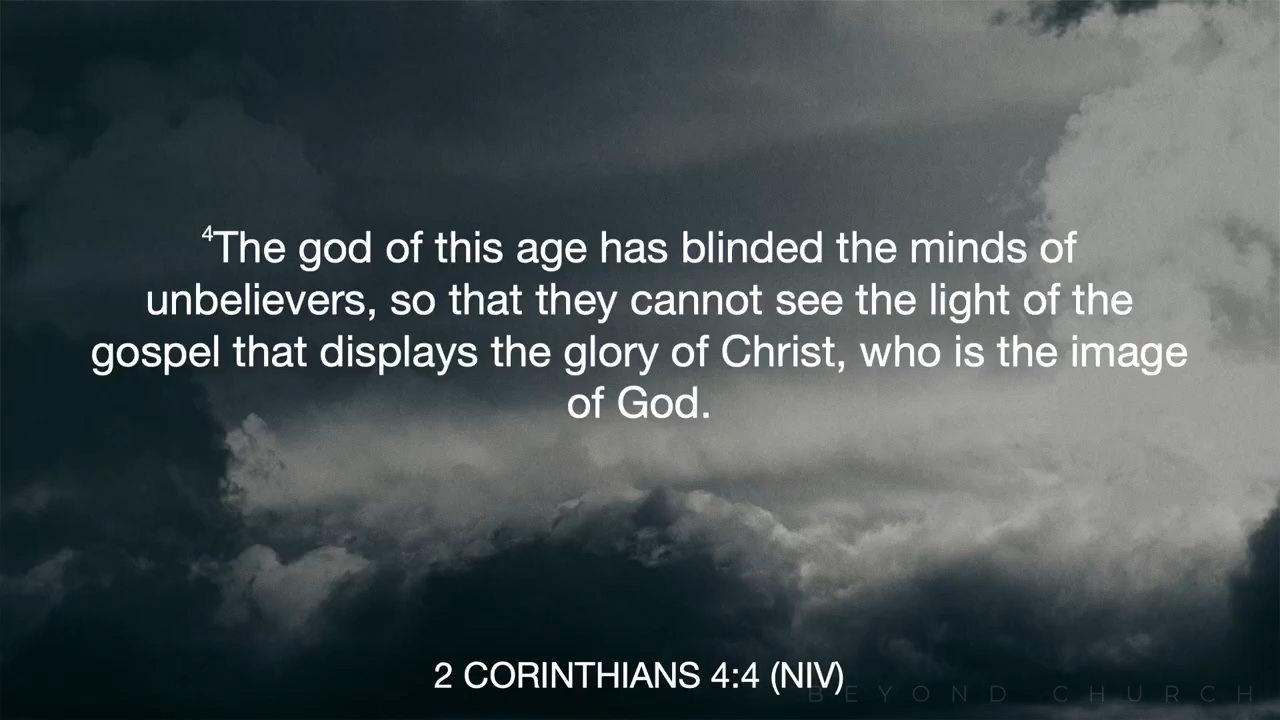 ⁴The god of this age has blinded the minds of
unbelievers, so that they cannot see the light of the
gospel that displays the glory of Christ, who is the image
of God.
2 CORINTHIANS 4:4 (NIV)
BEYOND CHURCH